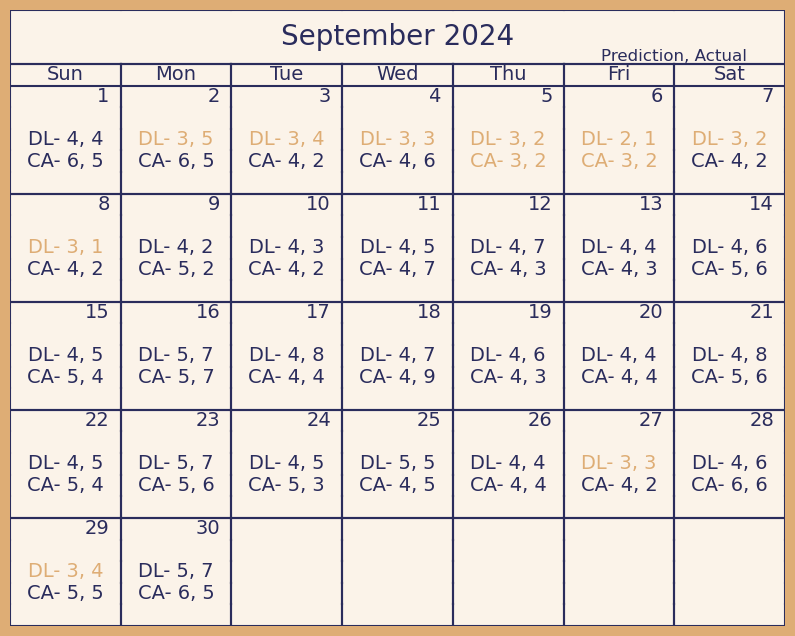 September 2024
Prediction, Actual
Sun Mon Tue Wed Thu Fri Sat
1 2 3 4 5 6 7
DL- 4, 4 DL- 3, 5 DL- 3, 4 DL- 3, 3 DL- 3, 2 DL- 2, 1 DL- 3, 2
CA- 6, 5 CA- 6, 5 CA- 4, 2 CA- 4, 6 CA- 3, 2 CA- 3, 2 CA- 4, 2
8 9 10 11 12 13 14
DL- 3, 1 DL- 4, 2 DL- 4, 3 DL- 4, 5 DL- 4, 7 DL- 4, 4 DL- 4, 6
CA- 4, 2 CA- 5, 2 CA- 4, 2 CA- 4, 7 CA- 4, 3 CA- 4, 3 CA- 5, 6
15 16 17 18 19 20 21
DL- 4, 5 DL- 5, 7 DL- 4, 8 DL- 4, 7 DL- 4, 6 DL- 4, 4 DL- 4, 8
CA- 5, 4 CA- 5, 7 CA- 4, 4 CA- 4, 9 CA- 4, 3 CA- 4, 4 CA- 5, 6
22 23 24 25 26 27 28
DL- 4, 5 DL- 5, 7 DL- 4, 5 DL- 5, 5 DL- 4, 4 DL- 3, 3 DL- 4, 6
CA- 5, 4 CA- 5, 6 CA- 5, 3 CA- 4, 5 CA- 4, 4 CA- 4, 2 CA- 6, 6
29 30
DL- 3, 4 DL- 5, 7
CA- 5, 5 CA- 6, 5